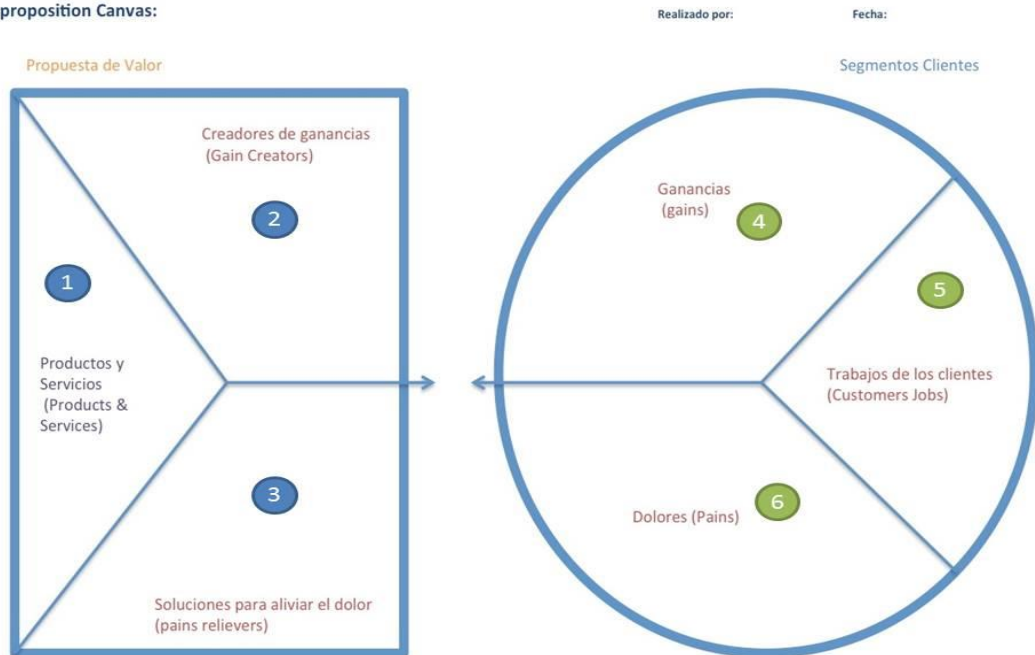 proposition Canvas:
Realizado por:
Fecha:
Propuesta de Valor
Segmentos Clientes
Creadores de ganancias
(Gain Creators)
2
1
Productos y
Servicios
(Products &
Services)
3
Soluciones para aliviar el dolor
(pains relievers)
Ganancias
(gains)
4
5
Trabajos de los clientes
(Customers Jobs)
6
Dolores (Pains)